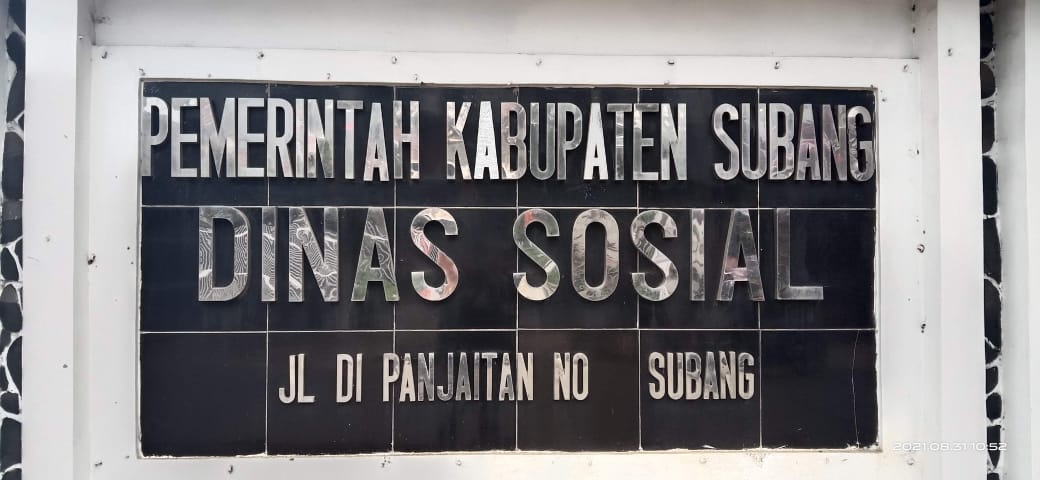 PEMERINTAH KABUPATEN SUBANG
DINAS SOSIAL
JL DI PANJAITAN NO SUBANG
2021.08.31 10:52